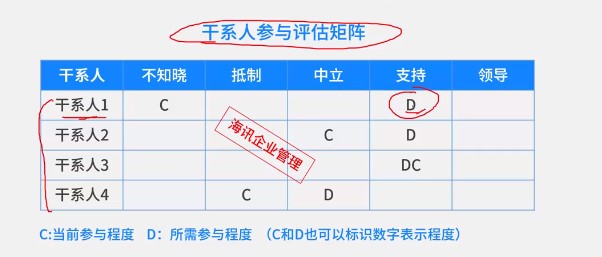 干系人参与评估矩阵
干系人 不知晓 抵制 中立 支持 领导
干系人1 C D
干系人2 C D
干系人3 DC
干系人4 C D
海讯企业管理
C:当前参与程度 D：所需参与程度 （C和D也可以标识数字表示程度）